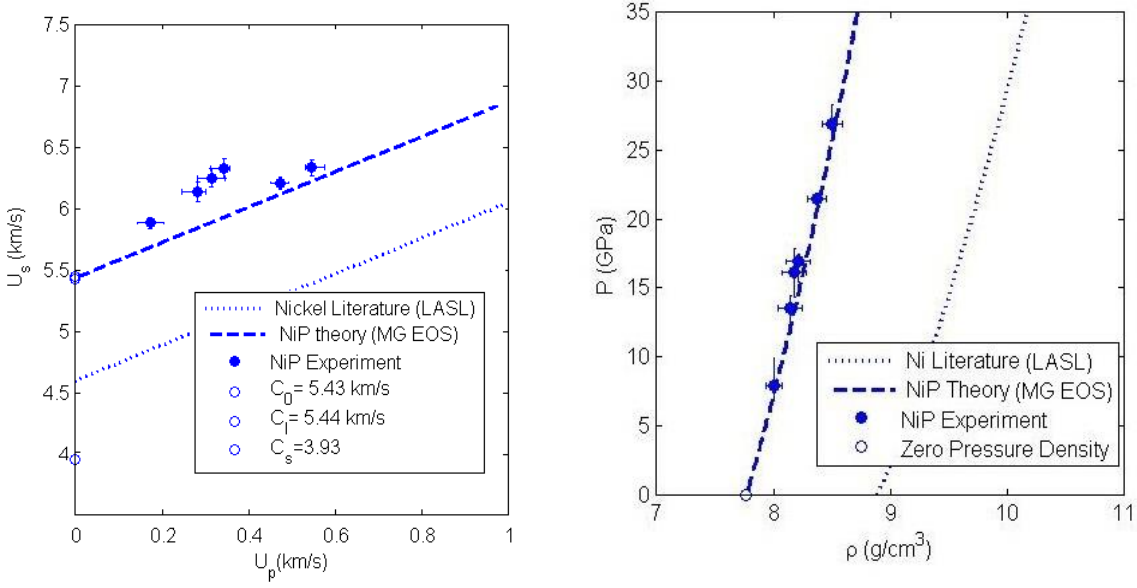 7.5
7
6.5
6
5.5
5
4.5
4
U_s (km/s)
Nickel Literature (LASL)
NiP theory (MG EOS)
NiP Experiment
C_0= 5.43 km/s
C_l= 5.44 km/s
C_s=3.93
0 0.2 0.4 0.6 0.8 1
U_p(km/s)
35
30
25
20
15
10
5
0
P (GPa)
Ni Literature (LASL)
NiP Theory (MG EOS)
NiP Experiment
Zero Pressure Density
7 8 9 10 11
ρ (g/cm³)